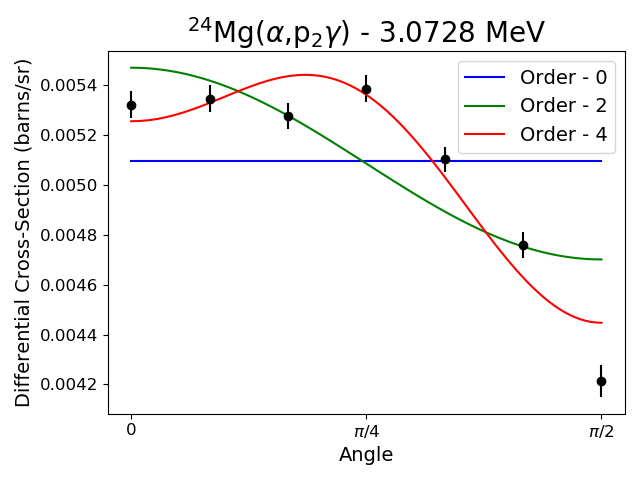 ²⁴Mg(α,p₂γ) - 3.0728 MeV
Differential Cross-Section (barns/sr)
0.0054
0.0052
0.0050
0.0048
0.0046
0.0044
0.0042
Order - 0
Order - 2
Order - 4
0
π/4
π/2
Angle